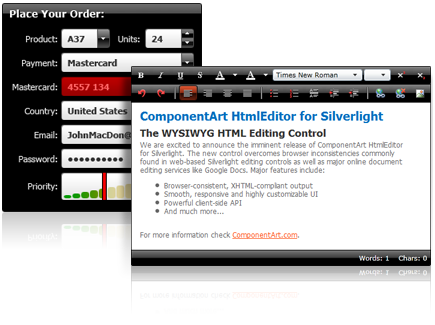 Place Your Order:
Product: A37 Units: 24
Payment: Mastercard
Mastercard: 4557 134
Country: United States
Email: JohnMacDon@
Password: ●●●●●●●●●●
Priority:
B I U S A A Times New Roman
ComponentArt HtmlEditor for Silverlight
The WYSIWYG HTML Editing Control
We are excited to announce the imminent release of ComponentArt HtmlEditor
for Silverlight. The new control overcomes browser inconsistencies commonly
found in web-based Silverlight editing controls as well as major online document
editing services like Google Docs. Major features include:
● Browser-consistent, XHTML-compliant output
● Smooth, responsive and highly customizable UI
● Powerful client-side API
● And much more...
For more information check ComponentArt.com.
Words: 1 Chars: 0